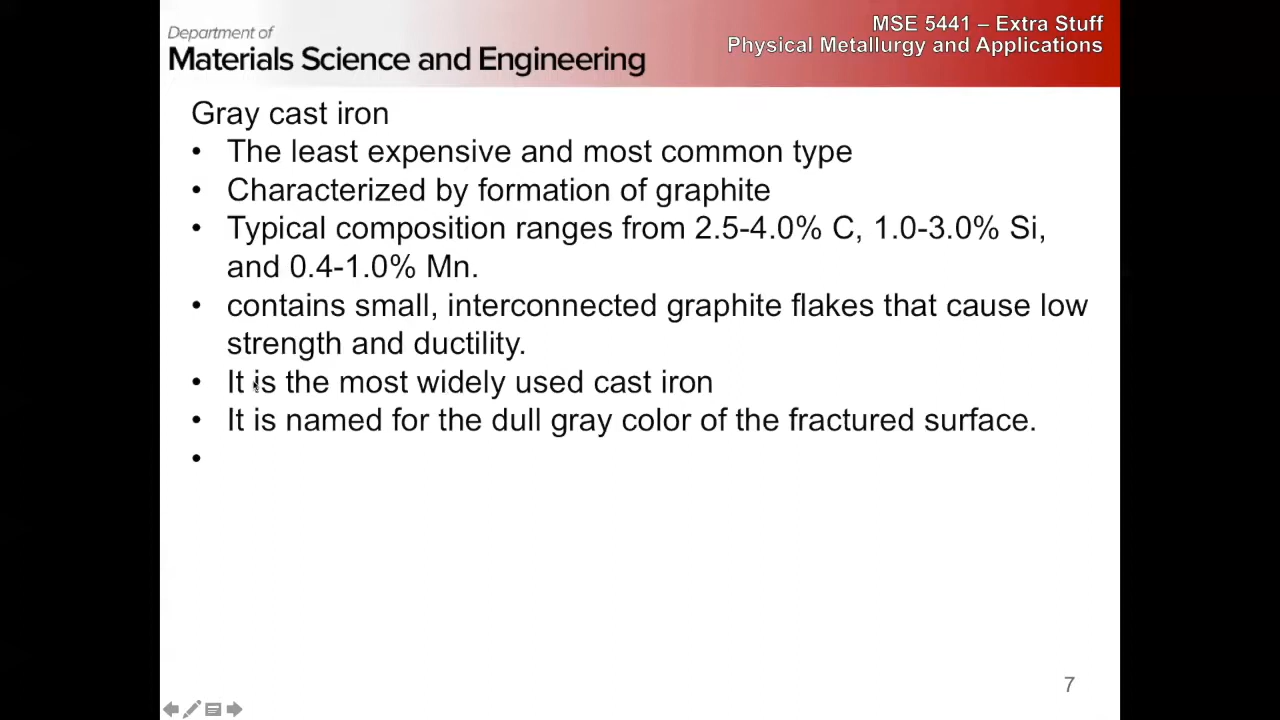 Department of
Materials Science and Engineering
MSE 5441 – Extra Stuff
Physical Metallurgy and Applications
Gray cast iron
• The least expensive and most common type
• Characterized by formation of graphite
• Typical composition ranges from 2.5-4.0% C, 1.0-3.0% Si,
and 0.4-1.0% Mn.
• contains small, interconnected graphite flakes that cause low
strength and ductility.
• It is the most widely used cast iron
• It is named for the dull gray color of the fractured surface.
•
7